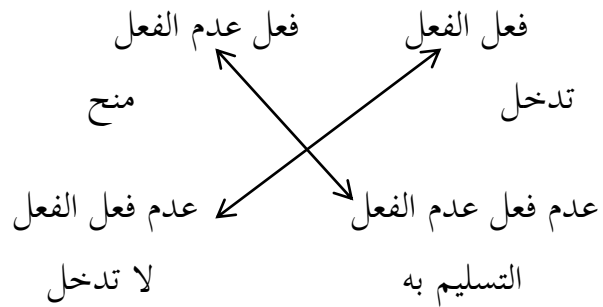 فعل الفعل فعل عدم الفعل
تدخل منح
عدم فعل عدم الفعل عدم فعل الفعل
التسليم به لا تدخل